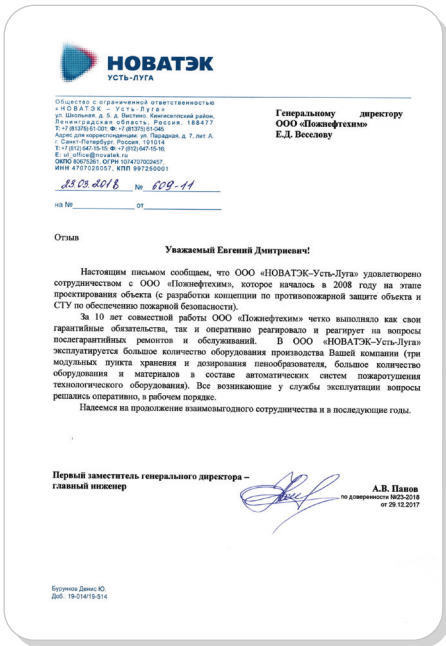 НОВАТЭК
УСТЬ-ЛУГА
Общество с ограниченной ответственностью
«НОВАТЭК – Усть-Луга»
ул. Школьная, д. 5, д. Вистино, Кингисеппский район,
Ленинградская область, Россия, 188477
Т: +7 (81375) 61-001; Ф: +7 (81375) 61-045.
Адрес для корреспонденции: ул. Парадная, д. 7, лит А,
г. Санкт-Петербург, Россия, 191014
Т: +7 (812) 647-15-15; Ф: +7 (812) 647-15-16;
E: ul_office@novatek.ru
ОКПО 80675261, ОГРН 1074707002457,
ИНН 4707026057, КПП 997250001
23.03.2018 № 609-11
на № от
Генеральному директору
ООО «Пожнефтехим»
Е.Д. Веселову
Отзыв
Уважаемый Евгений Дмитриевич!
Настоящим письмом сообщаем, что ООО «НОВАТЭК–Усть-Луга» удовлетворено
сотрудничеством с ООО «Пожнефтехим», которое началось в 2008 году на этапе
проектирования объекта (с разработки концепции по противопожарной защите объекта и
СТУ по обеспечению пожарной безопасности).
За 10 лет совместной работы ООО «Пожнефтехим» четко выполняло как свои
гарантийные обязательства, так и оперативно реагировало и реагирует на вопросы
послегарантийных ремонтов и обслуживаний. В ООО «НОВАТЭК–Усть-Луга»
эксплуатируется большое количество оборудования производства Вашей компании (три
модульных пункта хранения и дозирования пенообразователя, большое количество
оборудования и материалов в составе автоматических систем пожаротушения
технологического оборудования). Все возникающие у службы эксплуатации вопросы
решались оперативно, в рабочем порядке.
Надеемся на продолжение взаимовыгодного сотрудничества и в последующие годы.
Первый заместитель генерального директора –
главный инженер
А.В. Панов
по доверенности №23-2018
от 29.12.2017
Бурунков Денис Ю.
Доб. 19-014/19-514